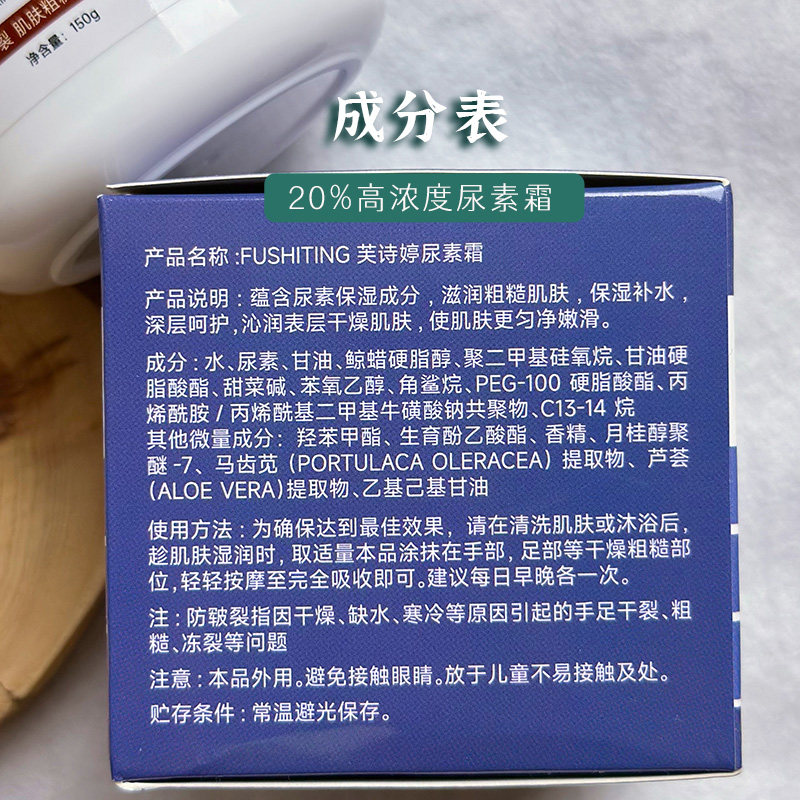 裂 肌肤粗糙
净含量：150g
成分表
20%高浓度尿素霜
产品名称:FUSHITING 芙诗婷尿素霜
产品说明：蕴含尿素保湿成分，滋润粗糙肌肤，保湿补水，
深层呵护,沁润表层干燥肌肤，使肌肤更匀净嫩滑。
成分：水、尿素、甘油、鲸蜡硬脂醇、聚二甲基硅氧烷、甘油硬
脂酸酯、甜菜碱、苯氧乙醇、角鲨烷、PEG-100 硬脂酸酯、丙
烯酰胺 / 丙烯酰基二甲基牛磺酸钠共聚物、C13-14 烷
其他微量成分：羟苯甲酯、生育酚乙酸酯、香精、月桂醇聚
醚-7、马齿苋 (PORTULACA OLERACEA) 提取物、芦荟
(ALOE VERA)提取物、乙基己基甘油
使用方法：为确保达到最佳效果，请在清洗肌肤或沐浴后，
趁肌肤湿润时，取适量本品涂抹在手部，足部等干燥粗糙部
位,轻轻按摩至完全吸收即可。建议每日早晚各一次。
注：防皲裂指因干燥、缺水、寒冷等原因引起的手足干裂、粗
糙、冻裂等问题
注意：本品外用。避免接触眼睛。放于儿童不易接触及处。
贮存条件：常温避光保存。